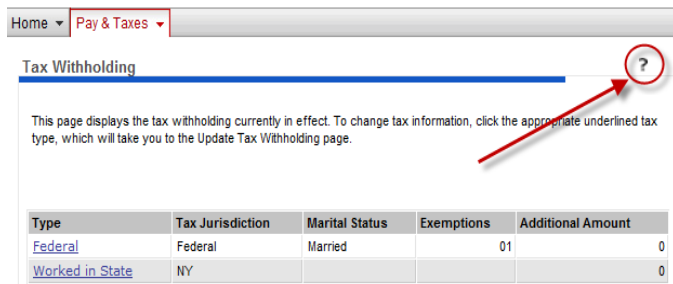 Home Pay & Taxes
Tax Withholding ?
This page displays the tax withholding currently in effect. To change tax information, click the appropriate underlined tax
type, which will take you to the Update Tax Withholding page.
Type Tax Jurisdiction Marital Status Exemptions Additional Amount
Federal Federal Married 01 0
Worked in State NY 0